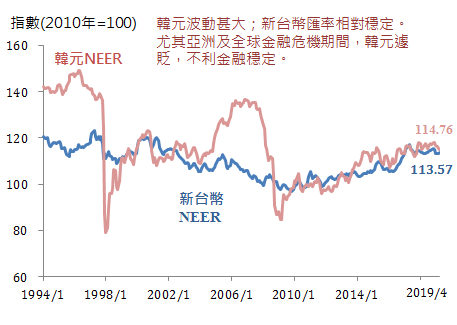 指數(2010年=100)
韓元波動甚大；新台幣匯率相對穩定。
尤其亞洲及全球金融危機期間，韓元遽
貶，不利金融穩定。
韓元NEER
160
140
120
100
80
60
114.76
113.57
新台幣
NEER
1994/1
1998/1
2002/1
2006/1
2010/1
2014/1
2019/4